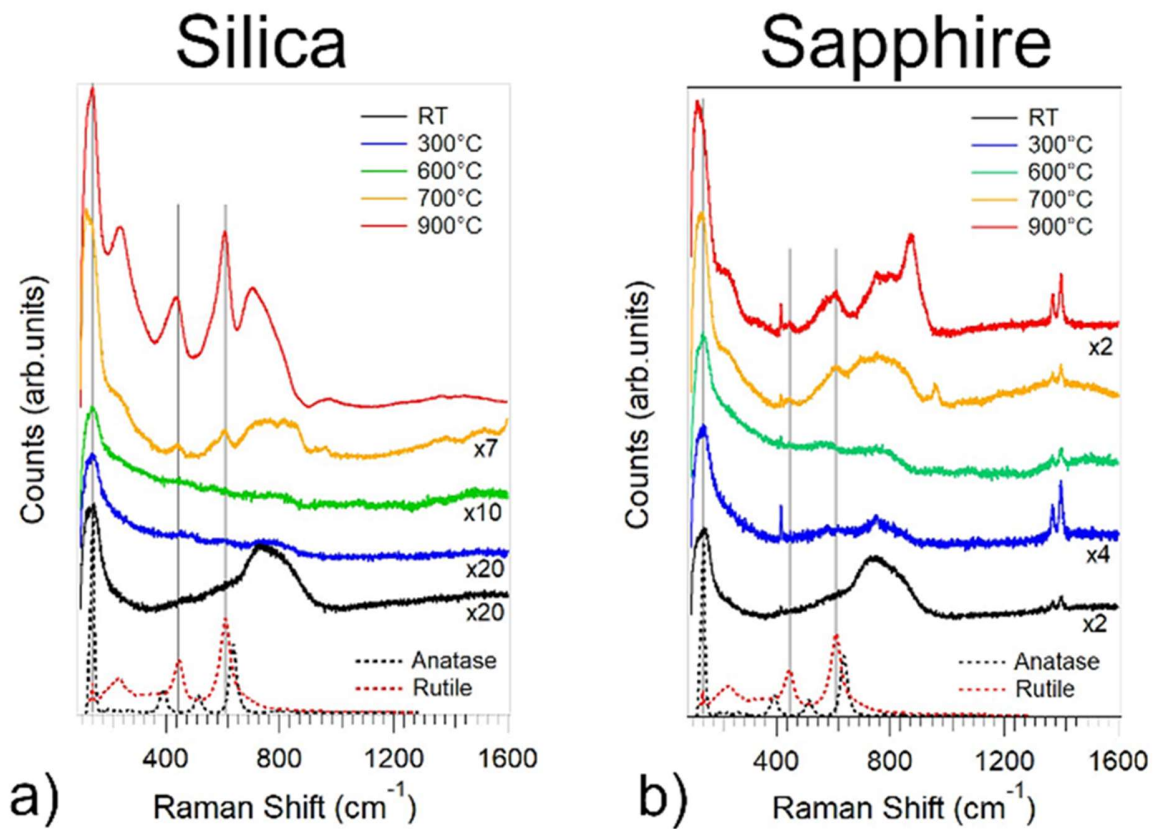 Silica
RT
300°C
600°C
700°C
900°C
x7
x10
x20
x20
Anatase
Rutile
Counts (arb.units)
400
800
1200
1600
Raman Shift (cm-1)
a)
Sapphire
RT
300°C
600°C
700°C
900°C
x2
x4
x2
Anatase
Rutile
Counts (arb.units)
400
800
1200
1600
Raman Shift (cm-1)
b)